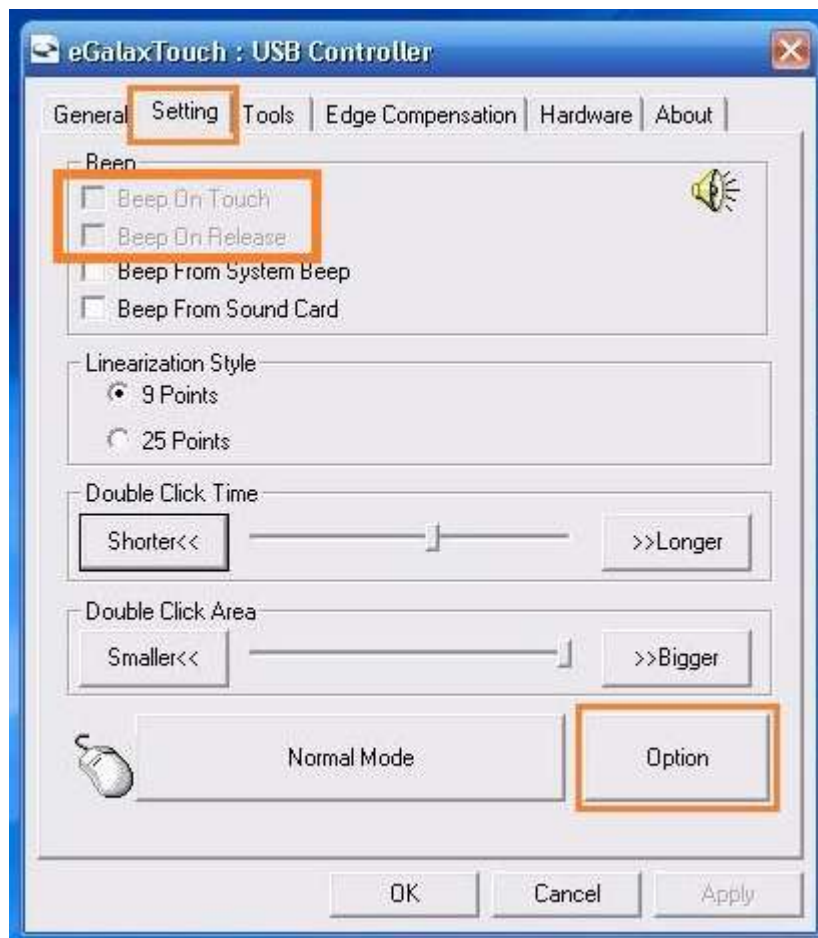 eGalaxTouch : USB Controller
General Setting Tools Edge Compensation Hardware About
Beep
Beep On Touch
Beep On Release
Beep From System Beep
Beep From Sound Card
Linearization Style
9 Points
25 Points
Double Click Time
Shorter<< >>Longer
Double Click Area
Smaller<< >>Bigger
Normal Mode Option
OK Cancel Apply